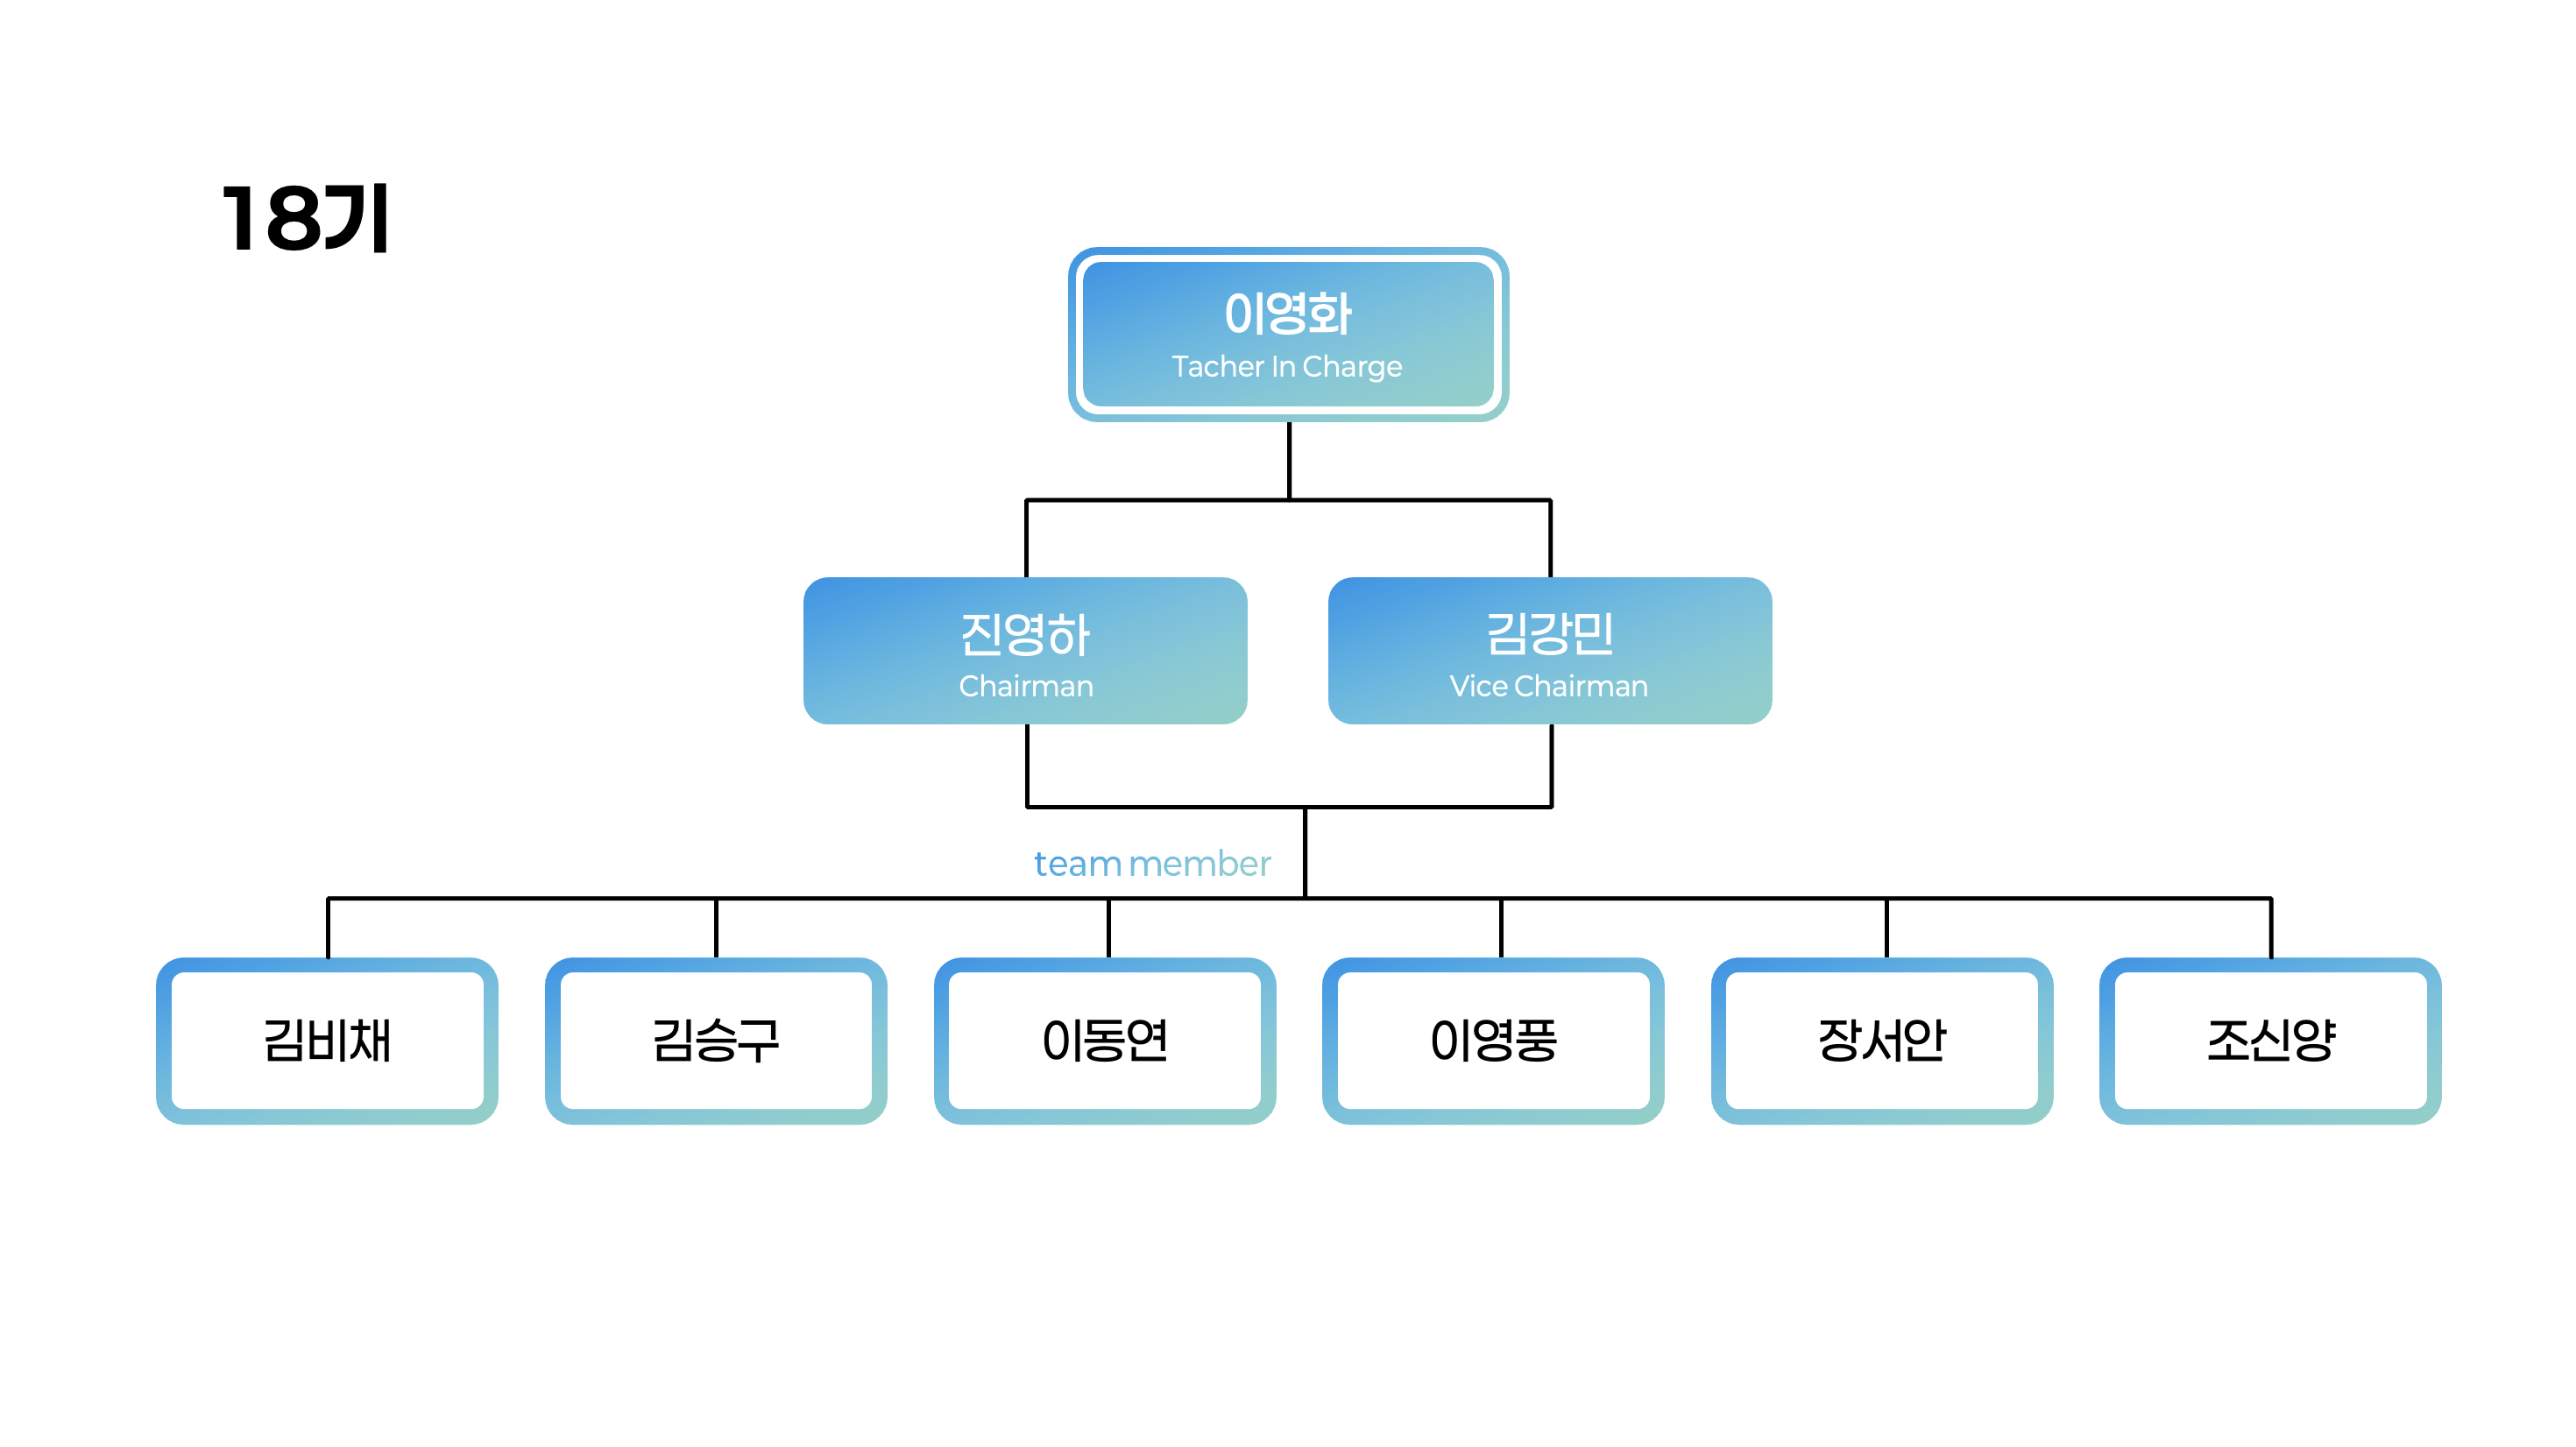 18기
이영화
Tacher In Charge
진영하
Chairman
김강민
Vice Chairman
team member
김비채
김승구
이동연
이영풍
장서안
조신양